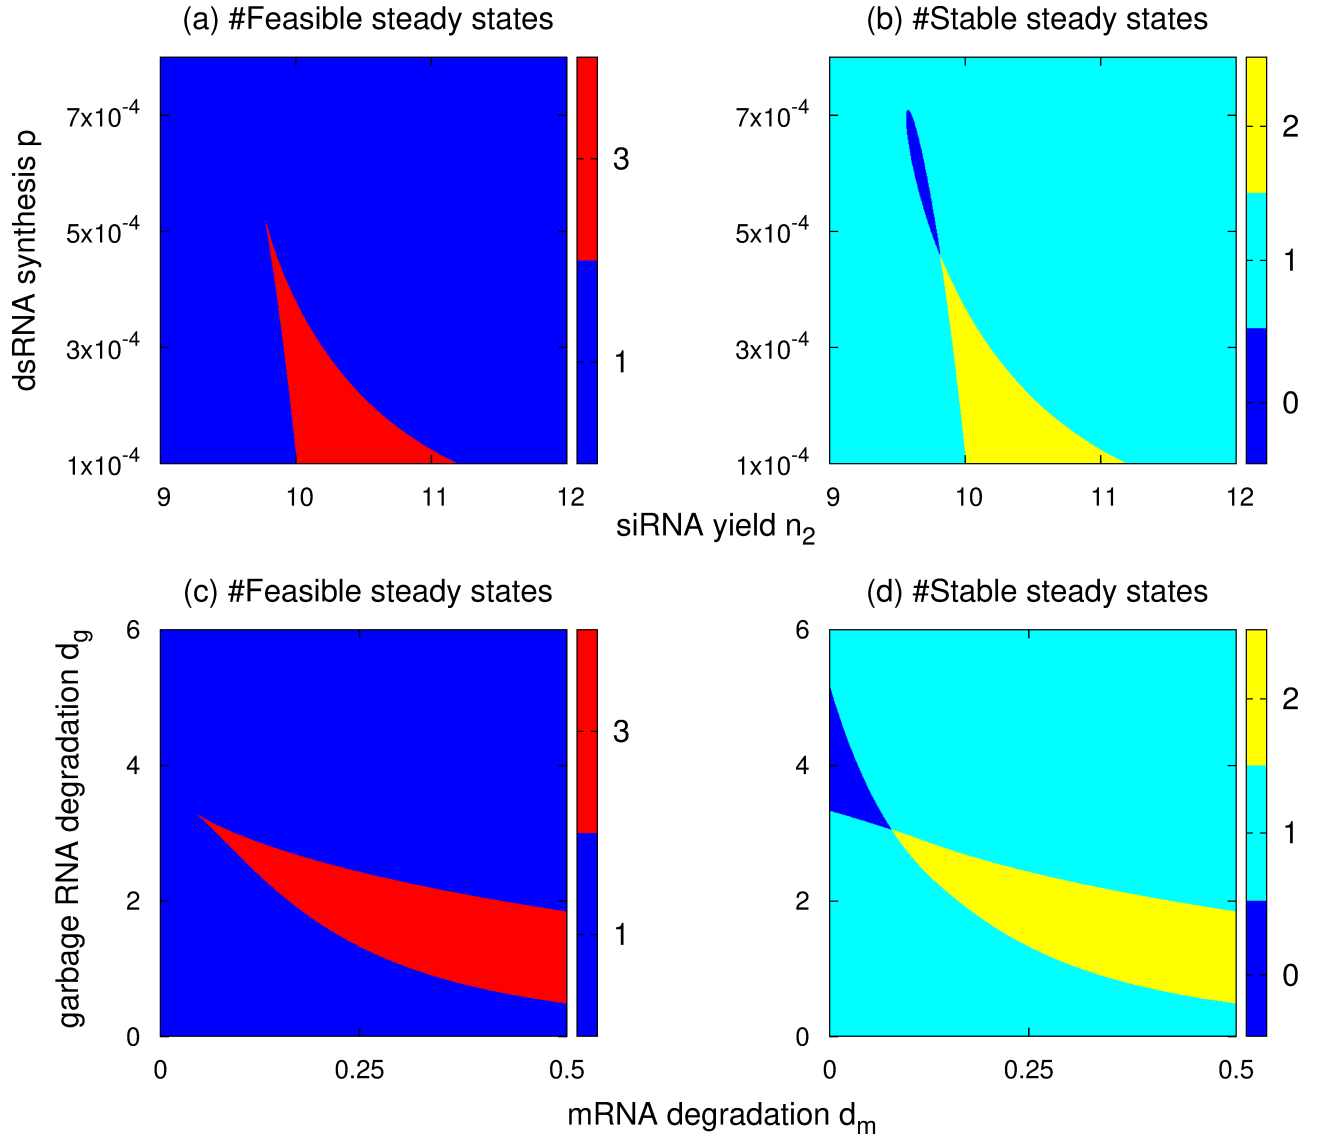 (a) #Feasible steady states
(b) #Stable steady states
dsRNA synthesis p
7x10⁻⁴
5x10⁻⁴
3x10⁻⁴
1x10⁻⁴
9 10 11 12
3
1
7x10⁻⁴
5x10⁻⁴
3x10⁻⁴
1x10⁻⁴
9 10 11 12
2
1
0
siRNA yield n₂
(c) #Feasible steady states
(d) #Stable steady states
garbage RNA degradation d_g
6
4
2
0
0 0.25 0.5
3
1
6
4
2
0
0 0.25 0.5
2
1
0
mRNA degradation dₘ